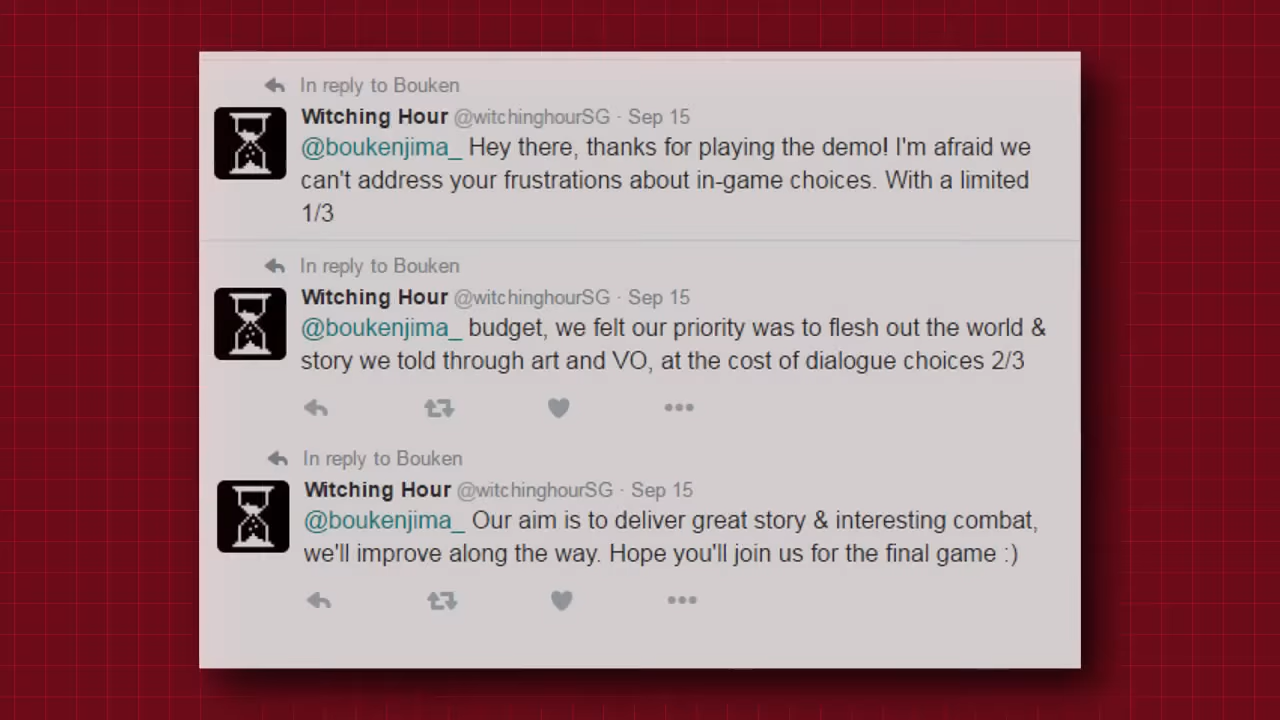 In reply to Bouken
Witching Hour @witchinghourSG · Sep 15
@boukenjima_ Hey there, thanks for playing the demo! I'm afraid we
can't address your frustrations about in-game choices. With a limited
1/3
In reply to Bouken
Witching Hour @witchinghourSG · Sep 15
@boukenjima_ budget, we felt our priority was to flesh out the world &
story we told through art and VO, at the cost of dialogue choices 2/3
In reply to Bouken
Witching Hour @witchinghourSG · Sep 15
@boukenjima_ Our aim is to deliver great story & interesting combat,
we'll improve along the way. Hope you'll join us for the final game :)